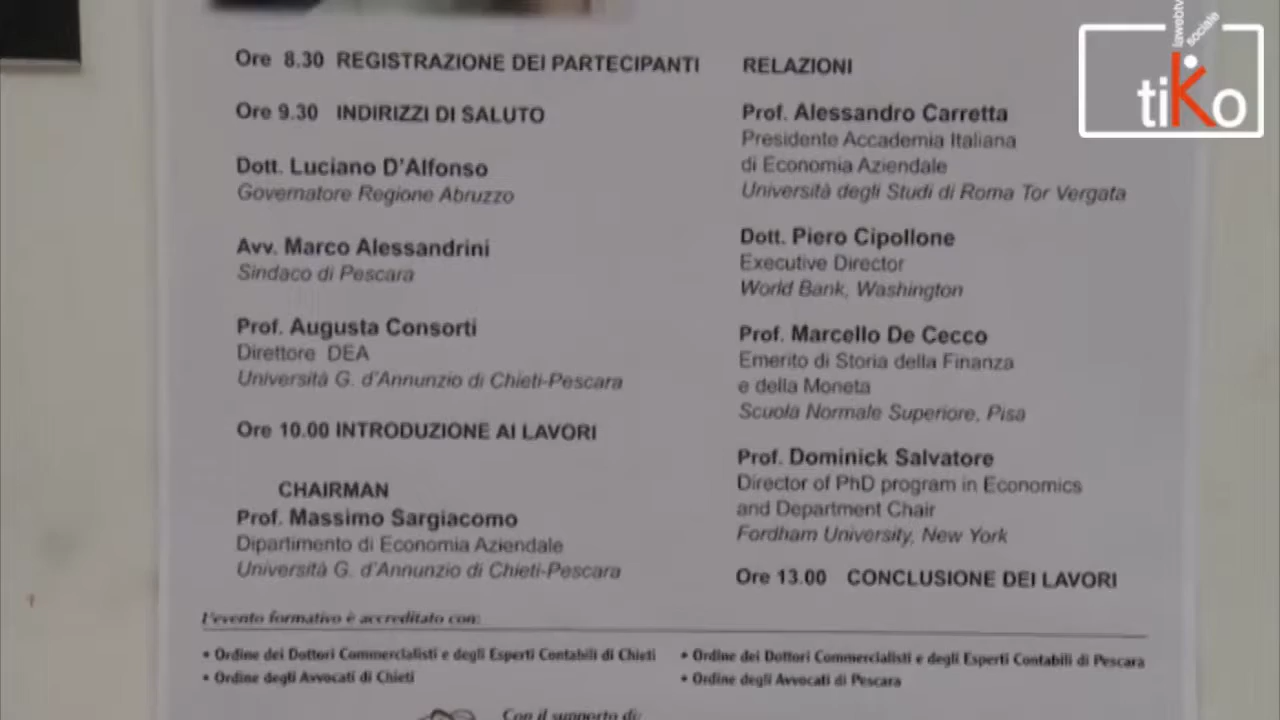 Ore 8.30 REGISTRAZIONE DEI PARTECIPANTI
Ore 9.30 INDIRIZZI DI SALUTO
Dott. Luciano D'Alfonso
Governatore Regione Abruzzo
Avv. Marco Alessandrini
Sindaco di Pescara
Prof. Augusta Consorti
Direttore DEA
Università G. d'Annunzio di Chieti-Pescara
Ore 10.00 INTRODUZIONE AI LAVORI
CHAIRMAN
Prof. Massimo Sargiacomo
Dipartimento di Economia Aziendale
Università G. d'Annunzio di Chieti-Pescara
RELAZIONI
Prof. Alessandro Carretta
Presidente Accademia Italiana
di Economia Aziendale
Università degli Studi di Roma Tor Vergata
Dott. Piero Cipollone
Executive Director
World Bank, Washington
Prof. Marcello De Cecco
Emerito di Storia della Finanza
e della Moneta
Scuola Normale Superiore, Pisa
Prof. Dominick Salvatore
Director of PhD program in Economics
and Department Chair
Fordham University, New York
Ore 13.00 CONCLUSIONE DEI LAVORI
L'evento formativo è accreditato con:
• Ordine dei Dottori Commercialisti e degli Esperti Contabili di Chieti
• Ordine degli Avvocati di Chieti
• Ordine dei Dottori Commercialisti e degli Esperti Contabili di Pescara
• Ordine degli Avvocati di Pescara
Con il supporto di:
lawebtv
sociale
tiKo